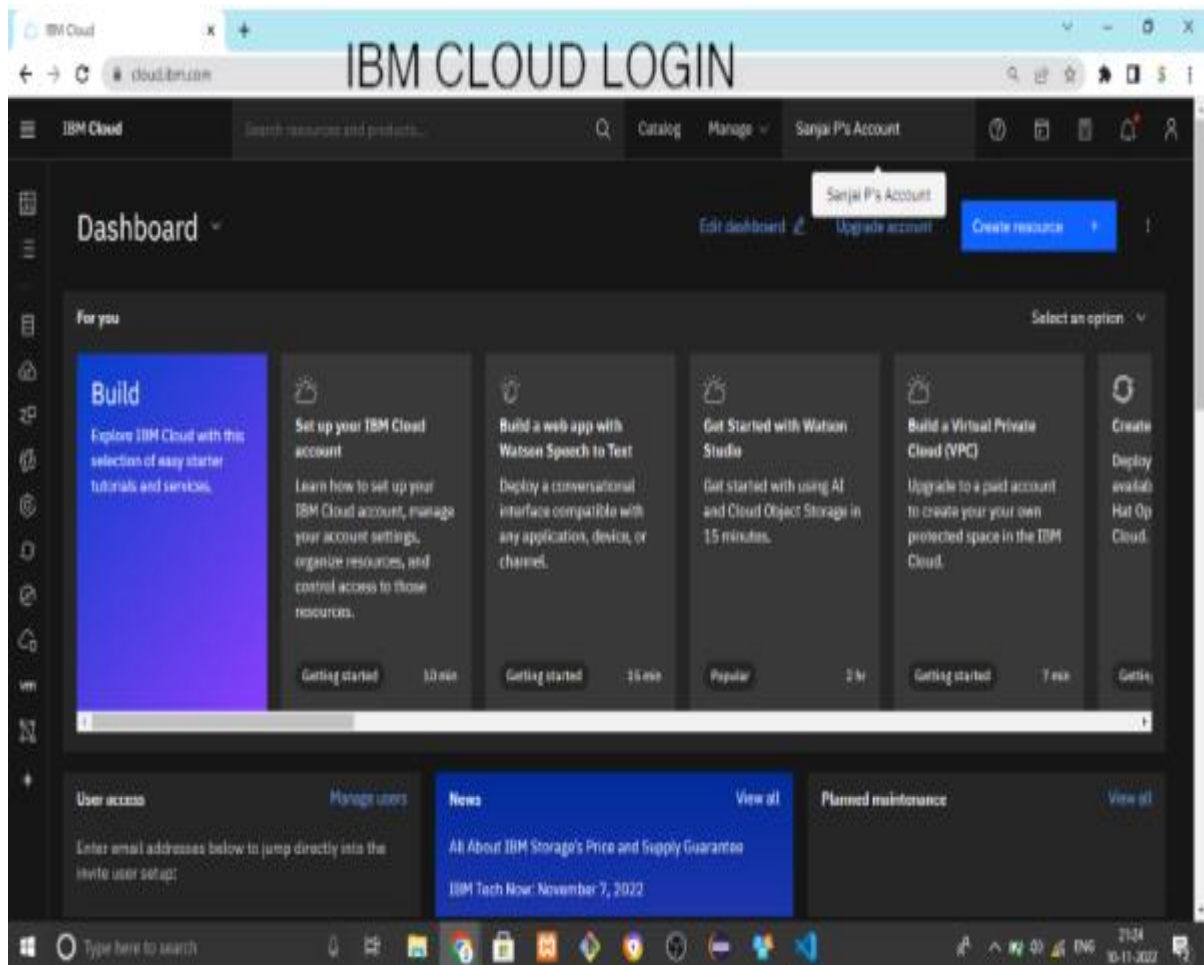 IBM Cloud
IBM CLOUD LOGIN
cloud.ibm.com
IBM Cloud
Search resources and products...
Catalog
Manage
Sanjai P's Account
Sanjai P's Account
Dashboard
Edit dashboard
Upgrade account
Create resource +
For you
Select an option
Build
Explore IBM Cloud with this
selection of easy starter
tutorials and services.
Set up your IBM Cloud
account
Learn how to set up your
IBM Cloud account, manage
your account settings,
organize resources, and
control access to those
resources.
Getting started
10 min
Build a web app with
Watson Speech to Text
Deploy a conversational
interface compatible with
any application, device, or
channel.
Getting started
15 min
Get Started with Watson
Studio
Get started with using AI
and Cloud Object Storage in
15 minutes.
Popular
2 hr
Build a Virtual Private
Cloud (VPC)
Upgrade to a paid account
to create your your own
protected space in the IBM
Cloud.
Getting started
7 min
Create
Deploy
availab
Hat Op
Cloud.
Gettin
User access
Manage users
Enter email addresses below to jump directly into the
invite user setup:
News
View all
All About IBM Storage's Price and Supply Guarantee
IBM Tech Now: November 7, 2022
Planned maintenance
View all
Type here to search
ENG
21:24
10-11-2022